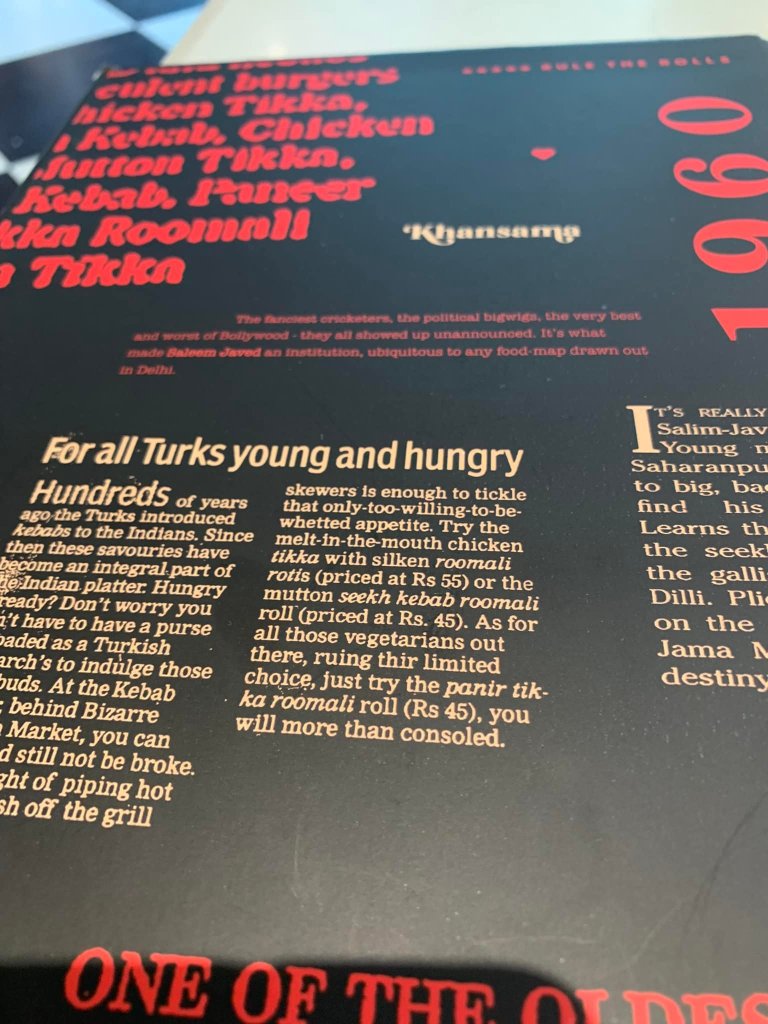 culent burgers
hicken Tikka,
Kebab, Chicken
Mutton Tikka,
Kebab, Paneer
kka Roomali
Tikka
RULE THE ROLLS
1960
Khansama
The fanciest cricketers, the political bigwigs, the very best
and worst of Bollywood - they all showed up unannounced. It's what
made Saleem Javed an institution, ubiquitous to any food-map drawn out
in Delhi.
For all Turks young and hungry
Hundreds of years
ago the Turks introduced
kebabs to the Indians. Since
then these savouries have
become an integral part of
the Indian platter. Hungry
ready? Don't worry you
n't have to have a purse
oaded as a Turkish
arch's to indulge those
buds. At the Kebab
, behind Bizarre
Market, you can
d still not be broke.
ght of piping hot
sh off the grill
skewers is enough to tickle
that only-too-willing-to-be-
whetted appetite. Try the
melt-in-the-mouth chicken
tikka with silken roomali
rotis (priced at Rs 55) or the
mutton seekh kebab roomali
roll (priced at Rs. 45). As for
all those vegetarians out
there, ruing thir limited
choice, just try the panir tik-
ka roomali roll (Rs 45), you
will more than consoled.
IT'S REALLY
Salim-Jav
Young m
Saharanpu
to big, ba
find his
Learns th
the seekl
the galli
Dilli. Pli
on the
Jama M
destiny
ONE OF THE OLDES